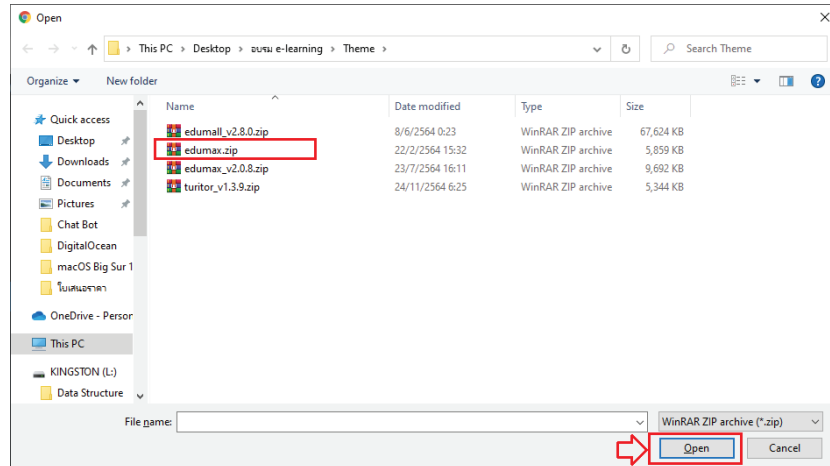 Open
This PC > Desktop > อบรม e-learning > Theme >
Search Theme
Organize
New folder
Name Date modified Type Size
Quick access
Desktop
Downloads
Documents
Pictures
Chat Bot
DigitalOcean
macOS Big Sur 1
ใบเสนอราคา
OneDrive - Person
This PC
KINGSTON (L:)
Data Structure
edumall_v2.8.0.zip 8/6/2564 0:23 WinRAR ZIP archive 67,624 KB
edumax.zip 22/2/2564 15:32 WinRAR ZIP archive 5,859 KB
edumax_v2.0.8.zip 23/7/2564 16:11 WinRAR ZIP archive 9,692 KB
turitor_v1.3.9.zip 24/11/2564 6:25 WinRAR ZIP archive 5,344 KB
File name:
WinRAR ZIP archive (*.zip)
Open
Cancel